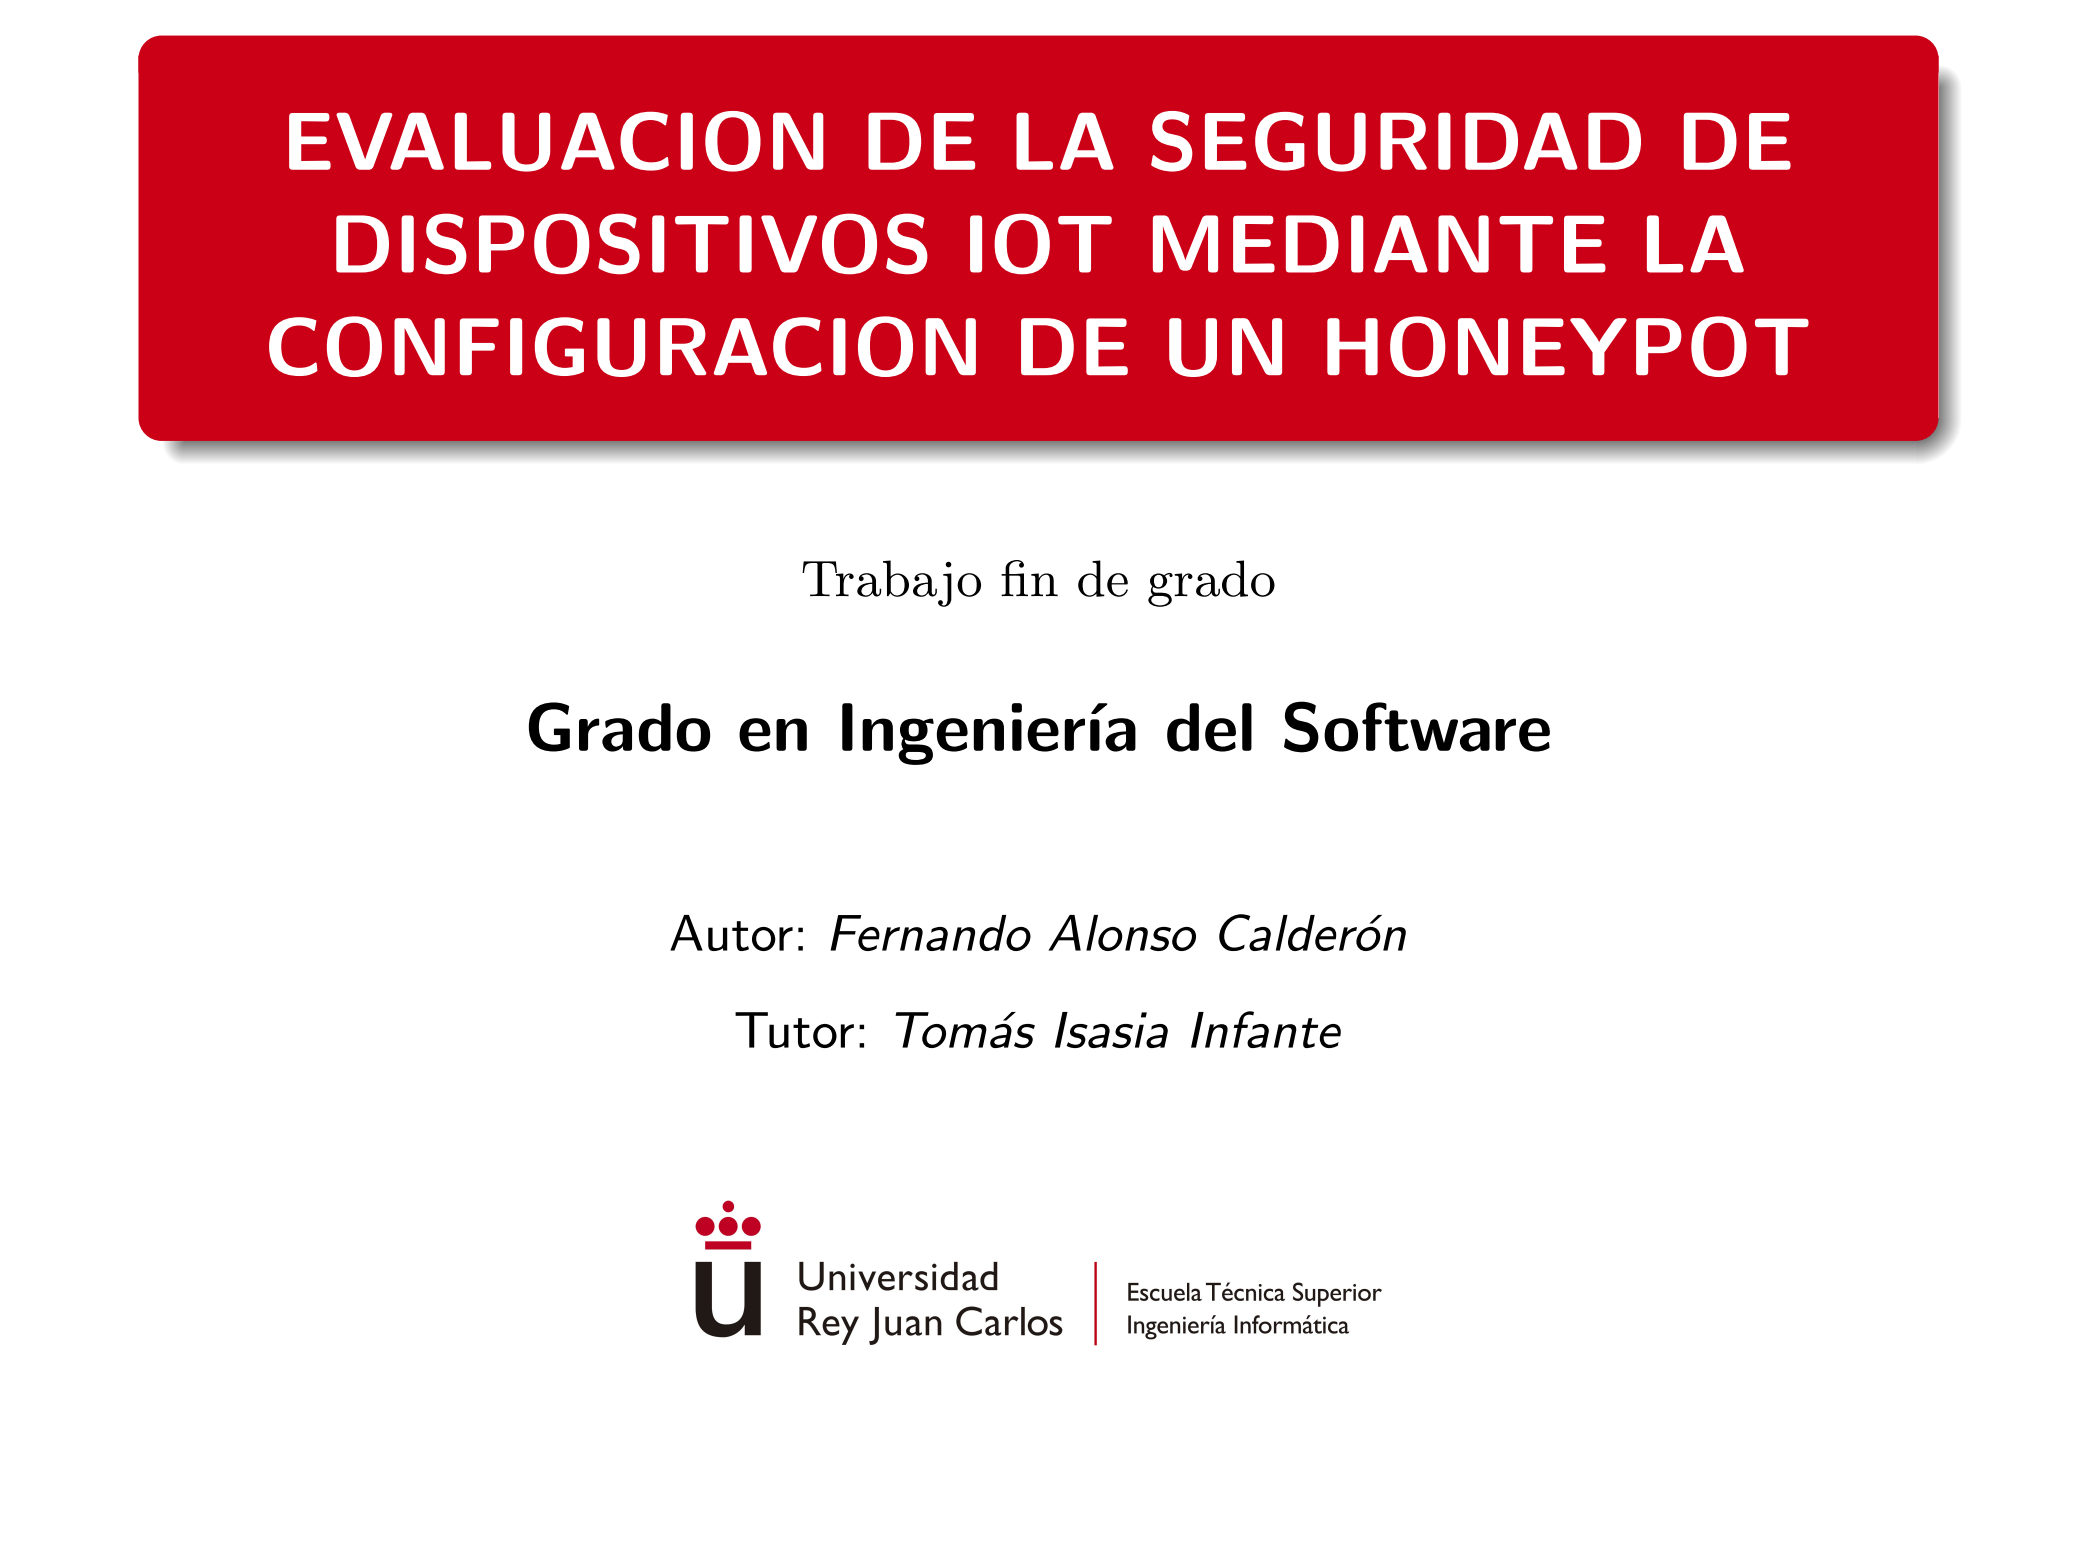 EVALUACION DE LA SEGURIDAD DE
DISPOSITIVOS IOT MEDIANTE LA
CONFIGURACION DE UN HONEYPOT
Trabajo fin de grado
Grado en Ingeniería del Software
Autor: Fernando Alonso Calderón
Tutor: Tomás Isasia Infante
u
Universidad
Rey Juan Carlos
Escuela Técnica Superior
Ingeniería Informática